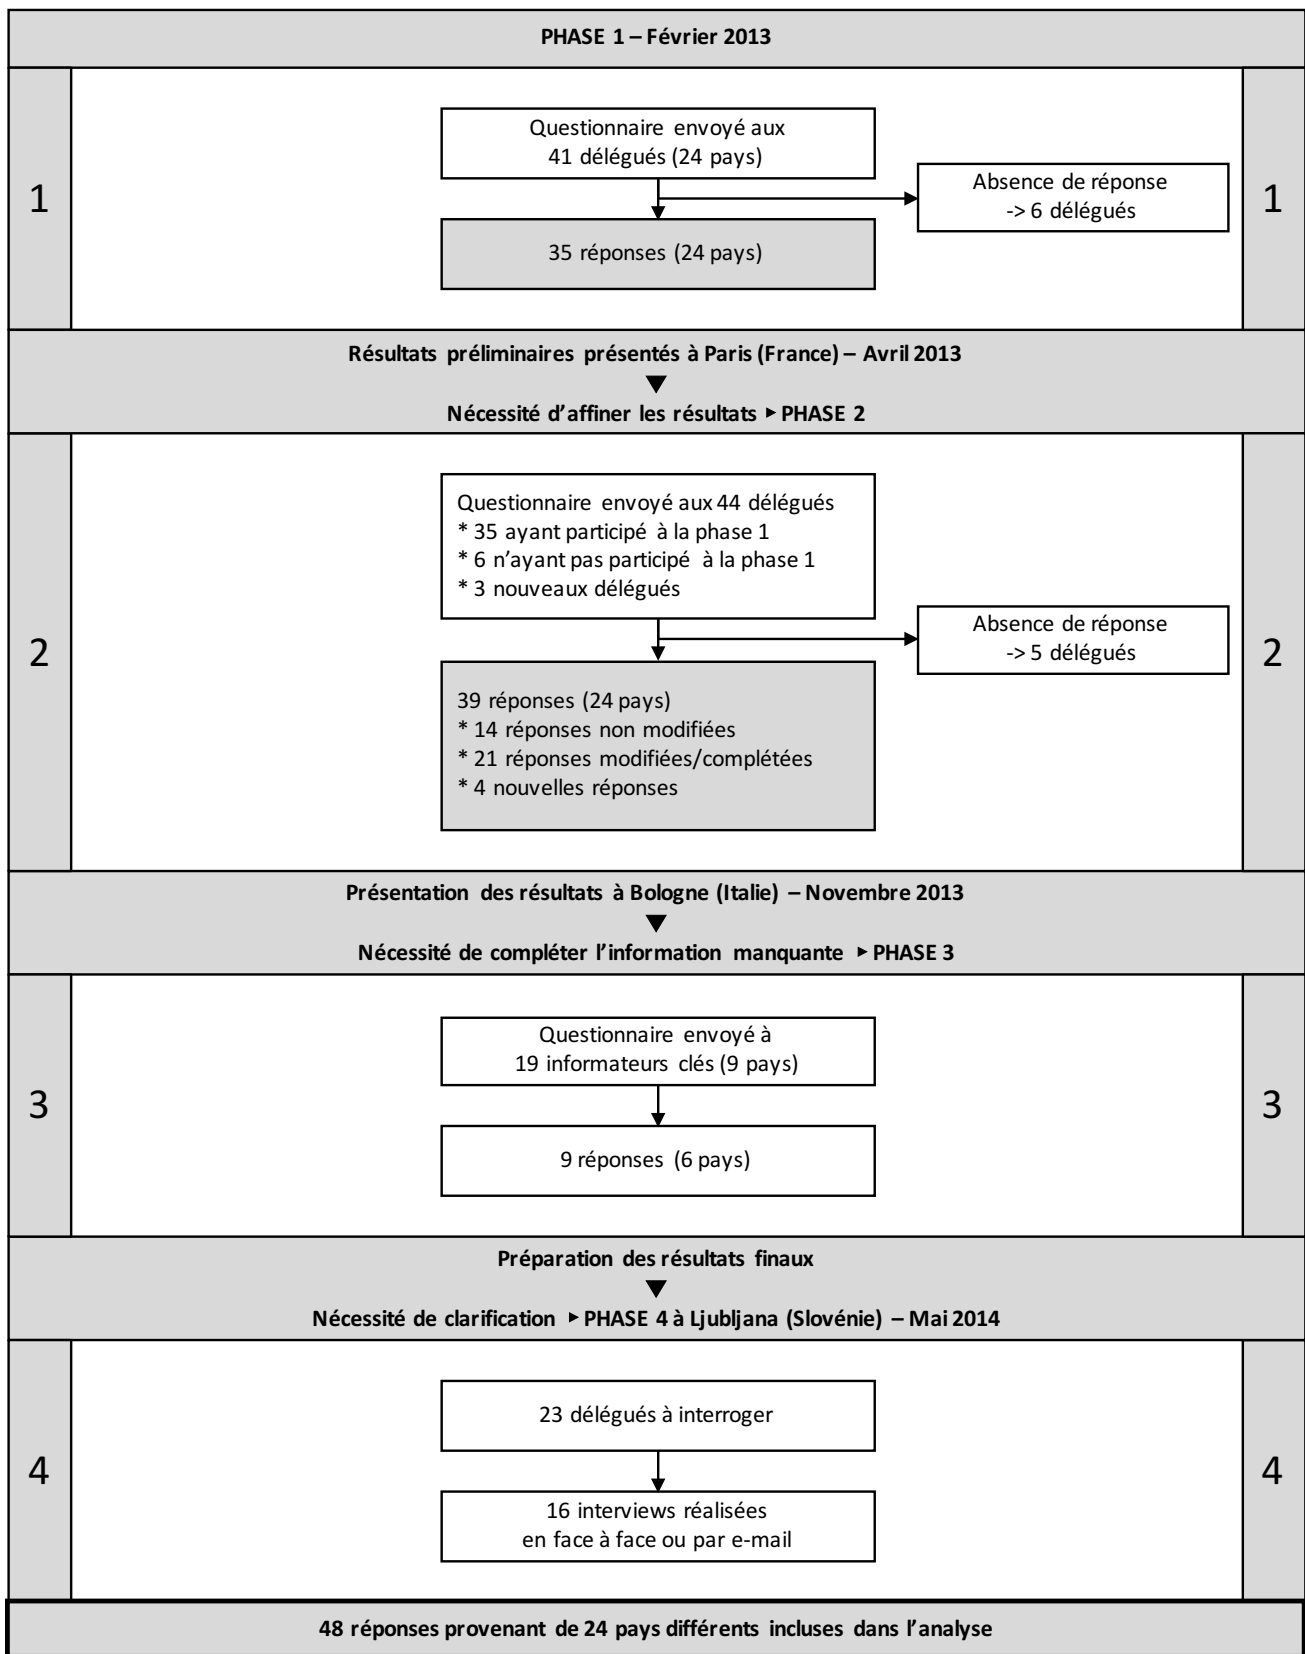 PHASE 1 – Février 2013
1
Questionnaire envoyé aux
41 délégués (24 pays)
Absence de réponse
-> 6 délégués
35 réponses (24 pays)
1
Résultats préliminaires présentés à Paris (France) – Avril 2013
▼
Nécessité d’affiner les résultats ► PHASE 2
2
Questionnaire envoyé aux 44 délégués
* 35 ayant participé à la phase 1
* 6 n’ayant pas participé à la phase 1
* 3 nouveaux délégués
Absence de réponse
-> 5 délégués
39 réponses (24 pays)
* 14 réponses non modifiées
* 21 réponses modifiées/complétées
* 4 nouvelles réponses
2
Présentation des résultats à Bologne (Italie) – Novembre 2013
▼
Nécessité de compléter l’information manquante ► PHASE 3
3
Questionnaire envoyé à
19 informateurs clés (9 pays)
9 réponses (6 pays)
3
Préparation des résultats finaux
▼
Nécessité de clarification ► PHASE 4 à Ljubljana (Slovénie) – Mai 2014
4
23 délégués à interroger
16 interviews réalisées
en face à face ou par e-mail
4
48 réponses provenant de 24 pays différents incluses dans l’analyse